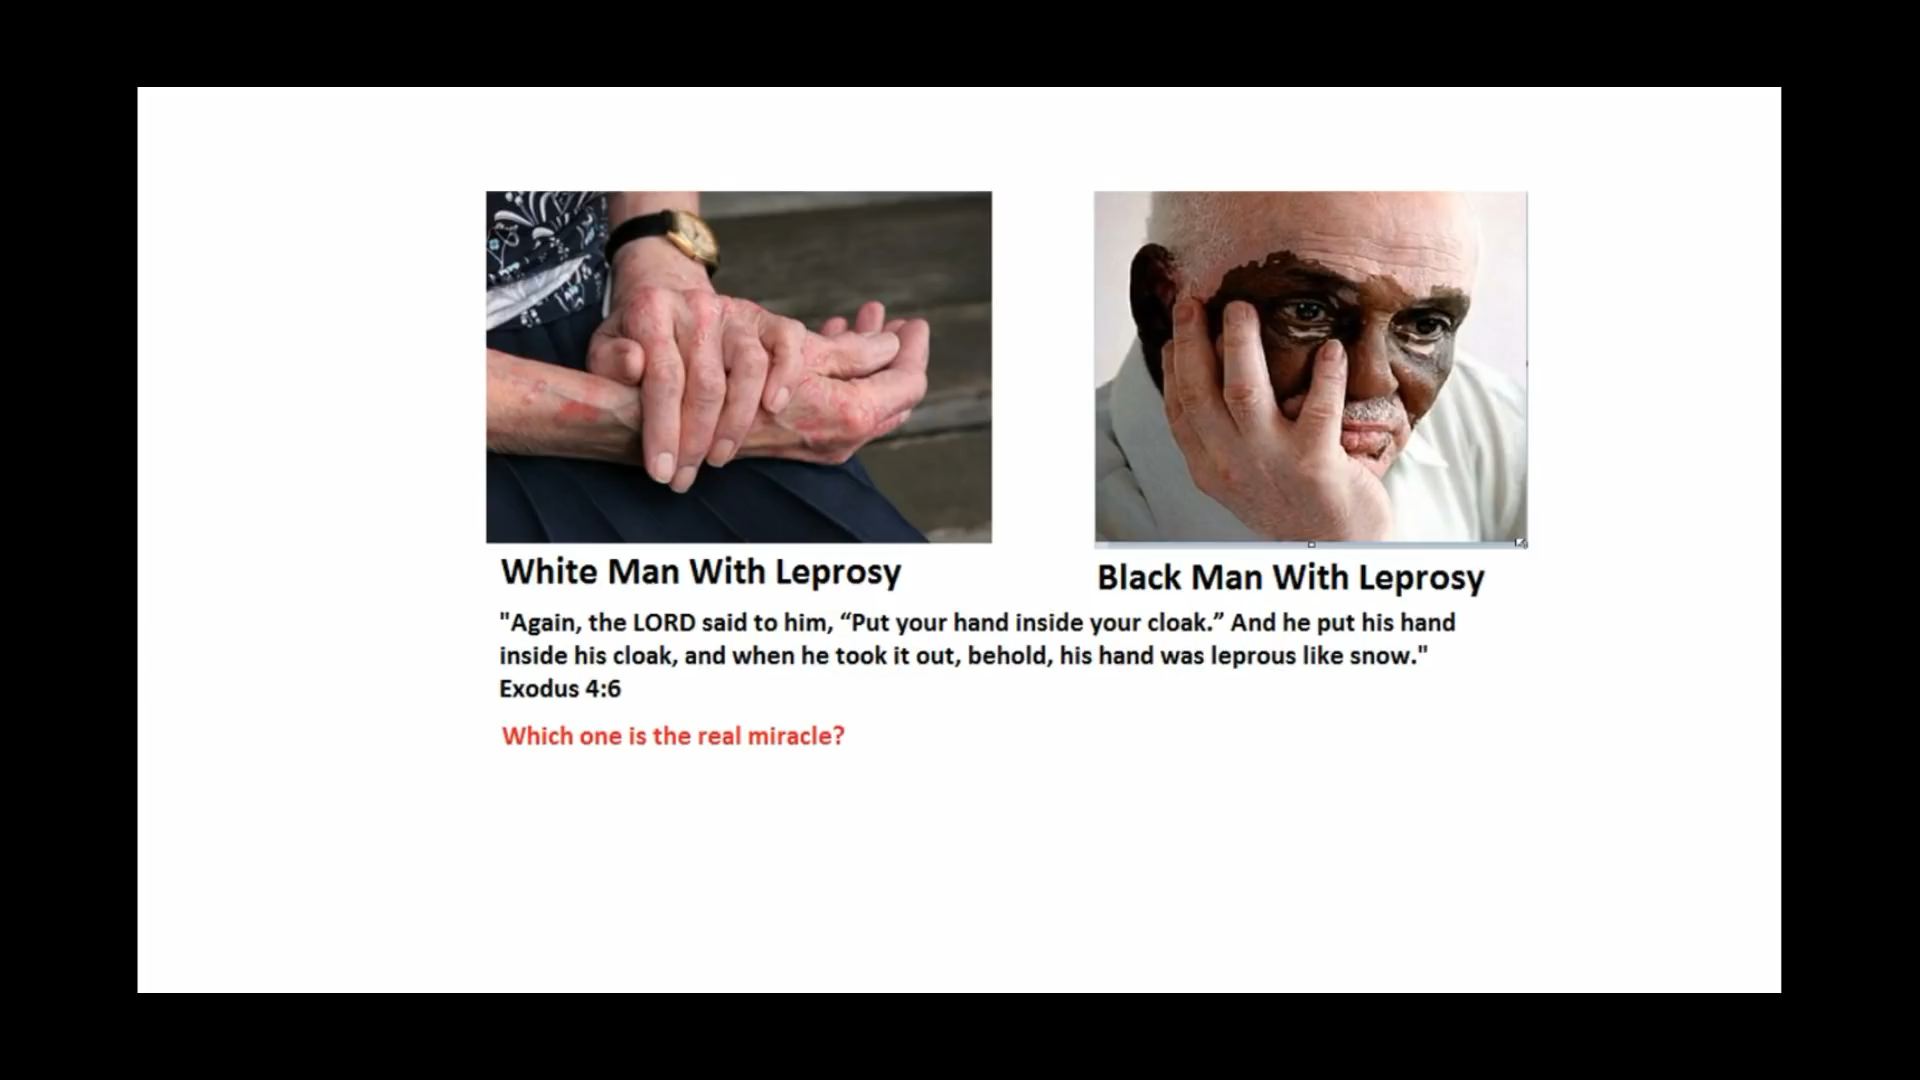 White Man With Leprosy
Black Man With Leprosy
"Again, the LORD said to him, “Put your hand inside your cloak.” And he put his hand
inside his cloak, and when he took it out, behold, his hand was leprous like snow."
Exodus 4:6
Which one is the real miracle?